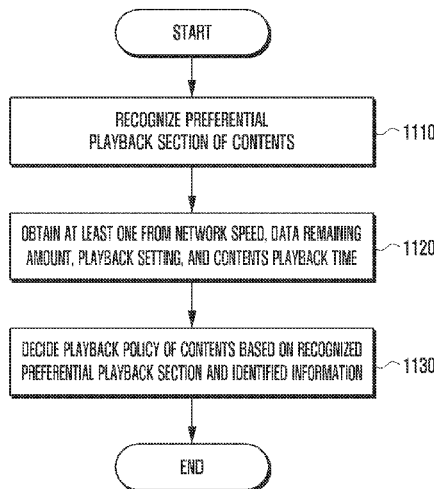 START
RECOGNIZE PREFERENTIAL
PLAYBACK SECTION OF CONTENTS
1110
OBTAIN AT LEAST ONE FROM NETWORK SPEED, DATA REMAINING
AMOUNT, PLAYBACK SETTING, AND CONTENTS PLAYBACK TIME
1120
DECIDE PLAYBACK POLICY OF CONTENTS BASED ON RECOGNIZED
PREFERENTIAL PLAYBACK SECTION AND IDENTIFIED INFORMATION
1130
END